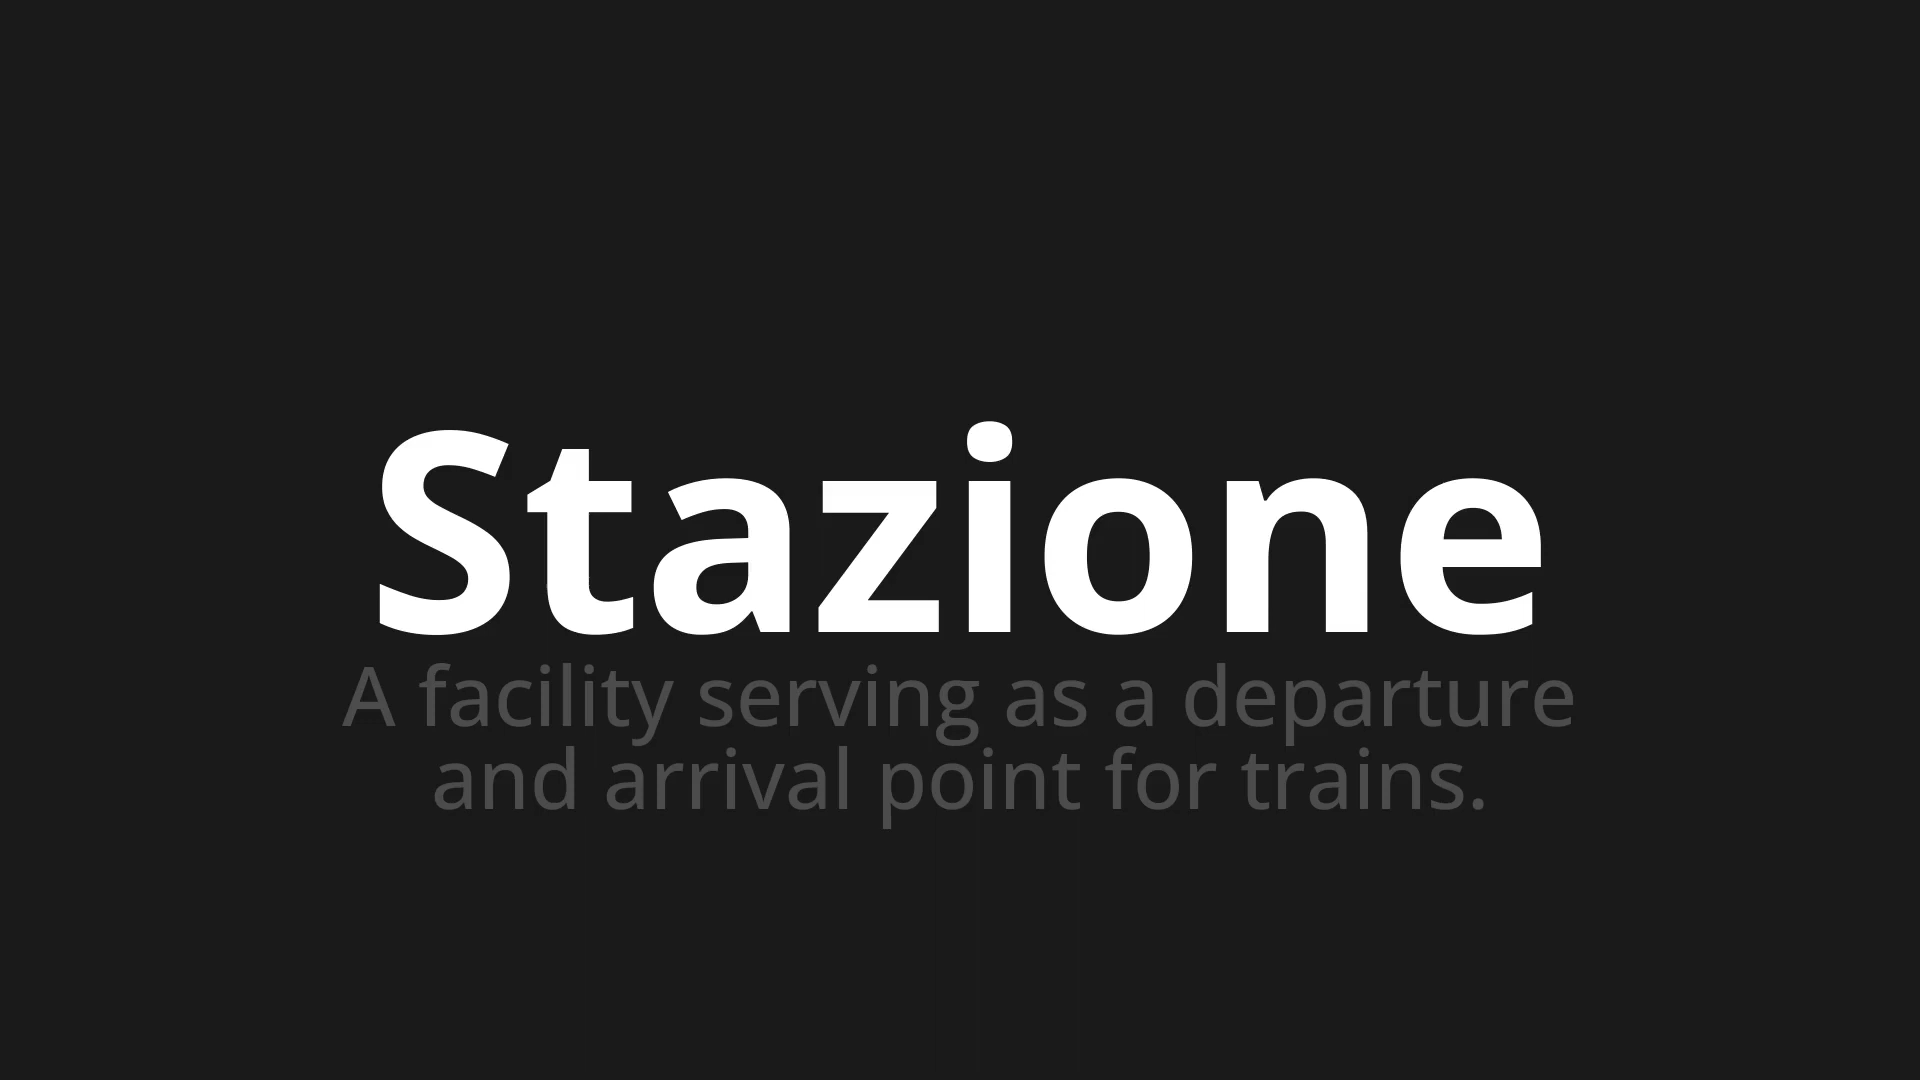 Stazione
A facility serving as a departure
and arrival point for trains.